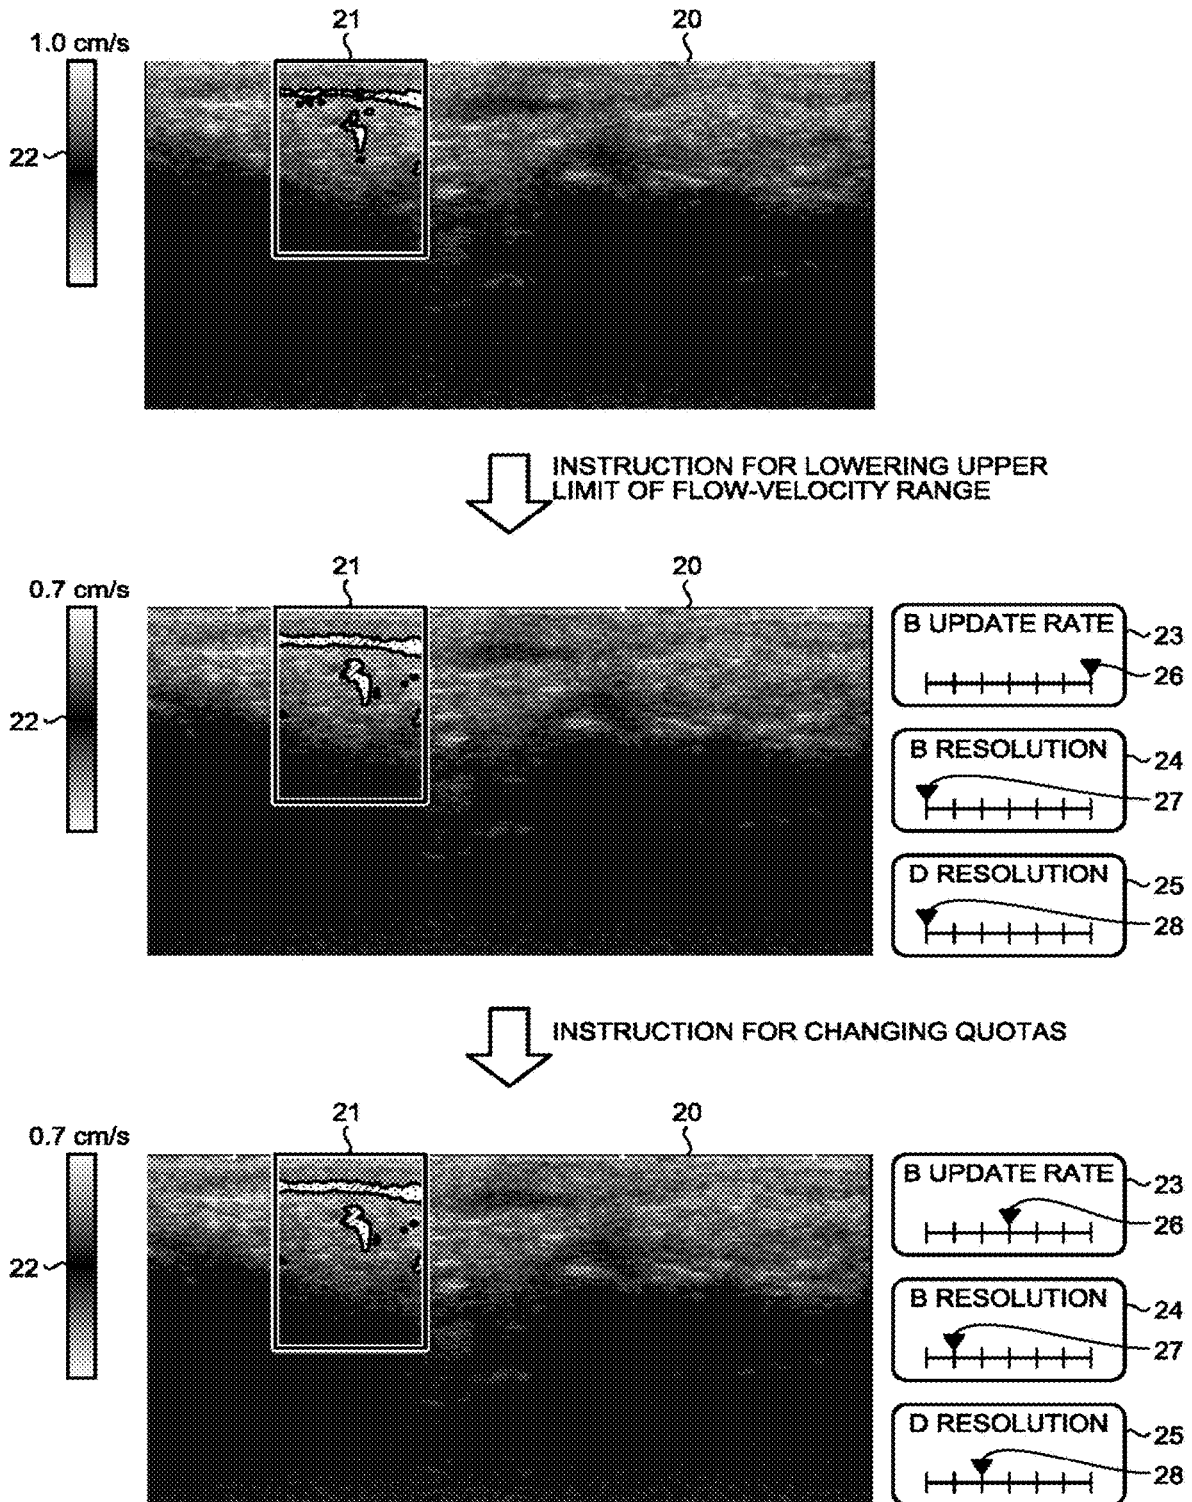 21
20
1.0 cm/s
22
INSTRUCTION FOR LOWERING UPPER
LIMIT OF FLOW-VELOCITY RANGE
21
20
0.7 cm/s
22
B UPDATE RATE
23
26
B RESOLUTION
24
27
D RESOLUTION
25
28
INSTRUCTION FOR CHANGING QUOTAS
21
20
0.7 cm/s
22
B UPDATE RATE
23
26
B RESOLUTION
24
27
D RESOLUTION
25
28